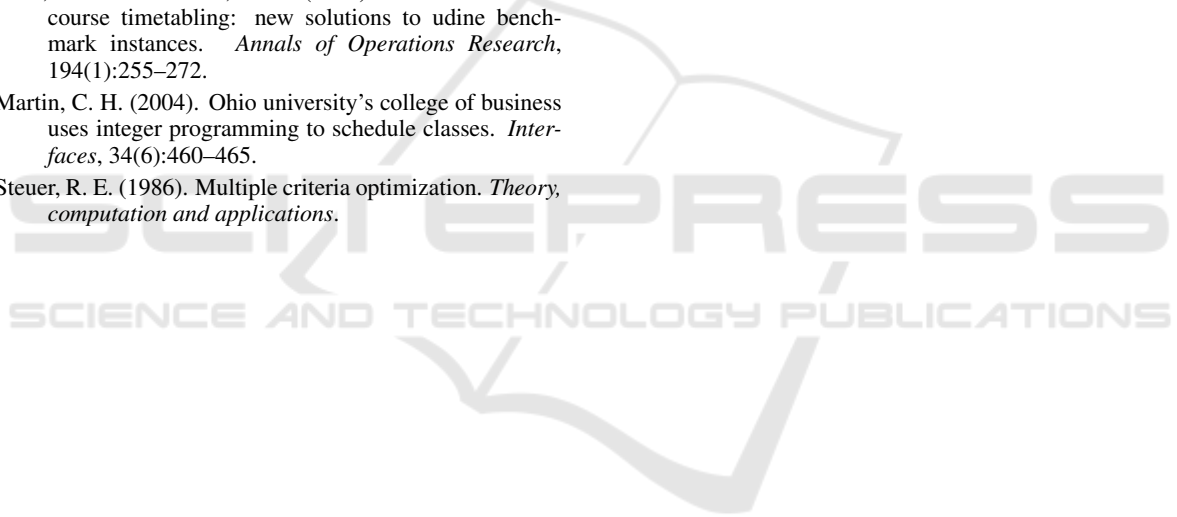 course timetabling: new solutions to udine bench-
mark instances. Annals of Operations Research,
194(1):255–272.
Martin, C. H. (2004). Ohio university's college of business
uses integer programming to schedule classes. Inter-
faces, 34(6):460–465.
Steuer, R. E. (1986). Multiple criteria optimization. Theory,
computation and applications.
SCITEPRESS
SCIENCE AND TECHNOLOGY PUBLICATIONS